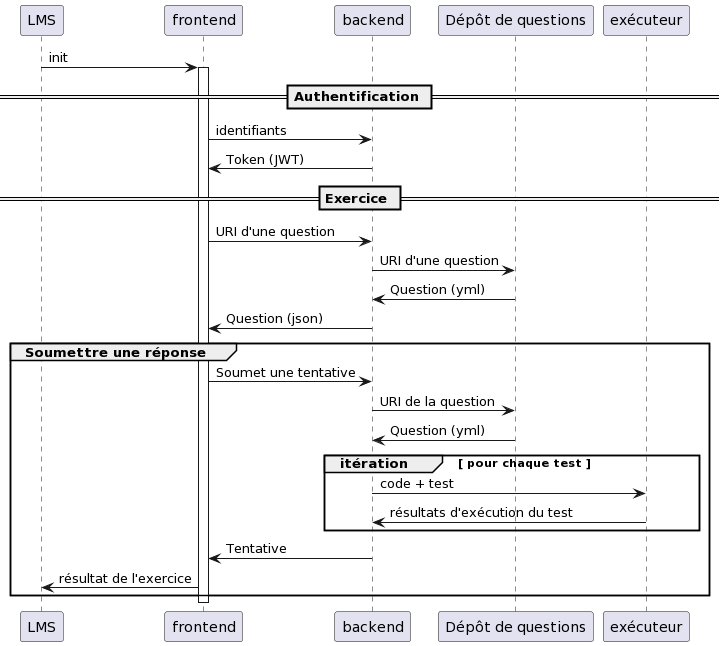 LMS frontend backend Dépôt de questions exécuteur
init
Authentification
identifiants
Token (JWT)
Exercice
URI d'une question
URI d'une question
Question (yml)
Question (json)
Soumettre une réponse
Soumet une tentative
URI de la question
Question (yml)
itération [ pour chaque test ]
code + test
résultats d'exécution du test
Tentative
résultat de l'exercice
LMS frontend backend Dépôt de questions exécuteur